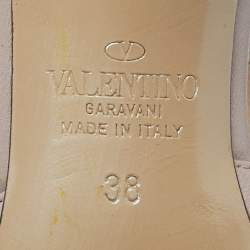 VALENTINO
GARAVANI
MADE IN ITALY
38